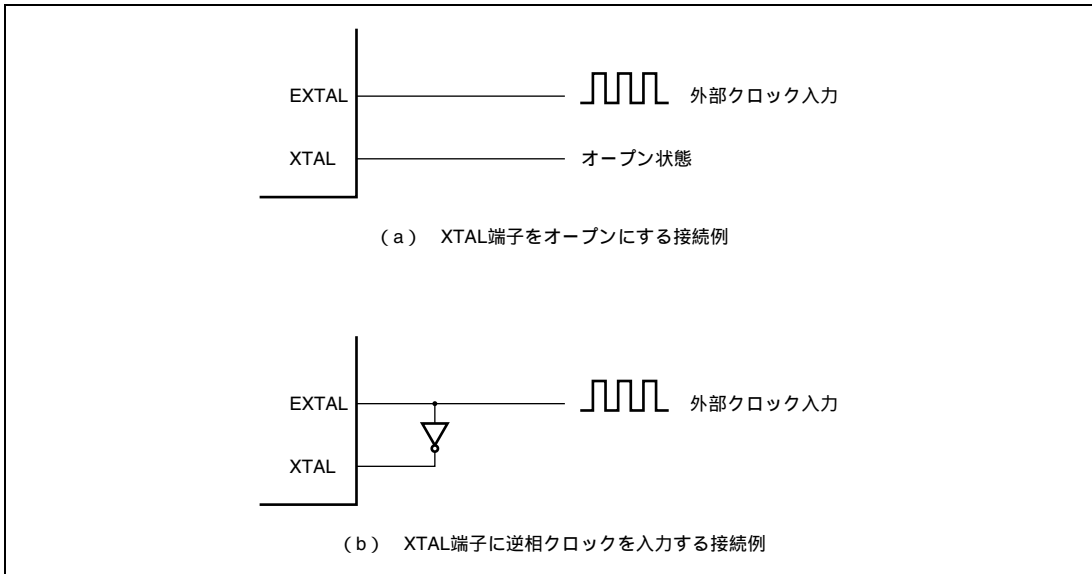 EXTAL 外部クロック入力
XTAL オープン状態
(a) XTAL端子をオープンにする接続例
EXTAL 外部クロック入力
XTAL
(b) XTAL端子に逆相クロックを入力する接続例